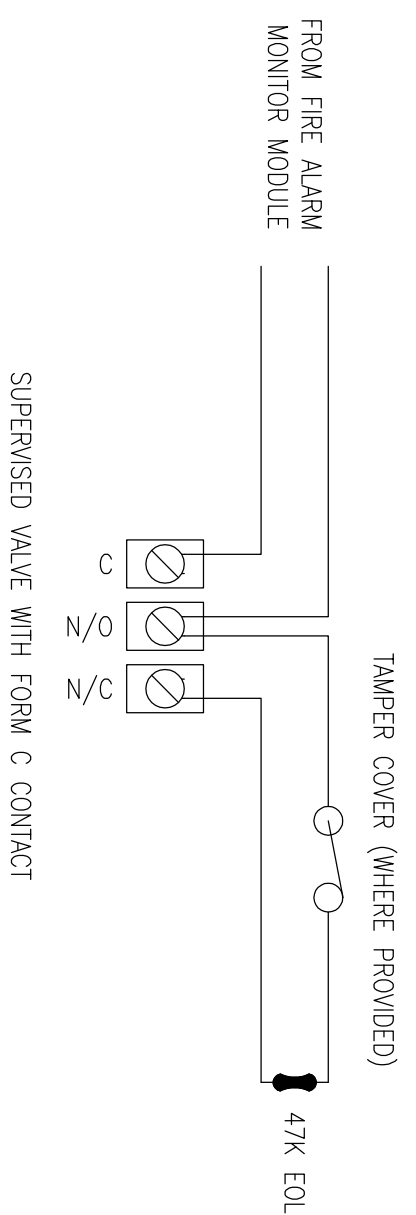 FROM FIRE ALARM
MONITOR MODULE
TAMPER COVER (WHERE PROVIDED)
47K EOL
C
N/O
N/C
SUPERVISED VALVE WITH FORM C CONTACT